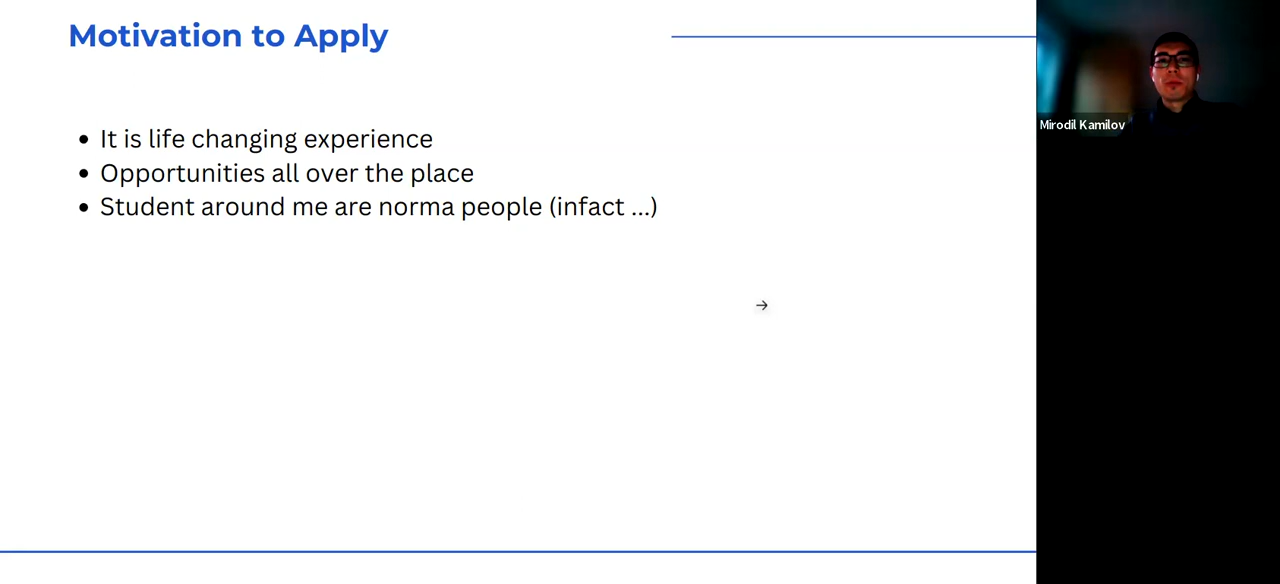 Motivation to Apply
• It is life changing experience
• Opportunities all over the place
• Student around me are norma people (infact ...)
Mirodil Kamilov